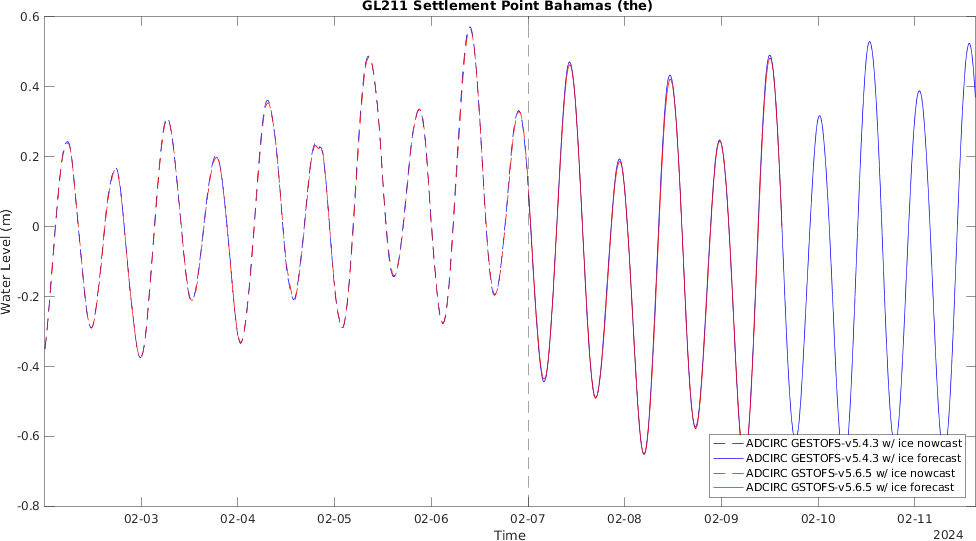 GL211 Settlement Point Bahamas (the)
0.6
0.4
0.2
0
-0.2
-0.4
-0.6
-0.8
Water Level (m)
02-03 02-04 02-05 02-06 02-07 02-08 02-09 02-10 02-11
Time
2024
ADCIRC GESTOFS-v5.4.3 w/ ice nowcast
ADCIRC GESTOFS-v5.4.3 w/ ice forecast
ADCIRC GSTOFS-v5.6.5 w/ ice nowcast
ADCIRC GSTOFS-v5.6.5 w/ ice forecast